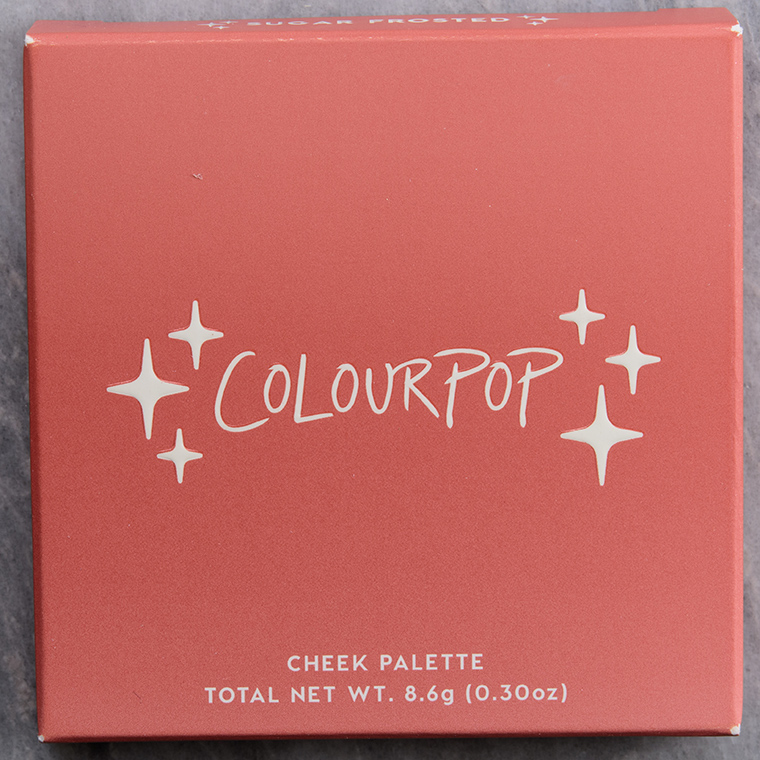 SUGAR FROSTED
COLOURPOP
CHEEK PALETTE
TOTAL NET WT. 8.6g (0.30oz)